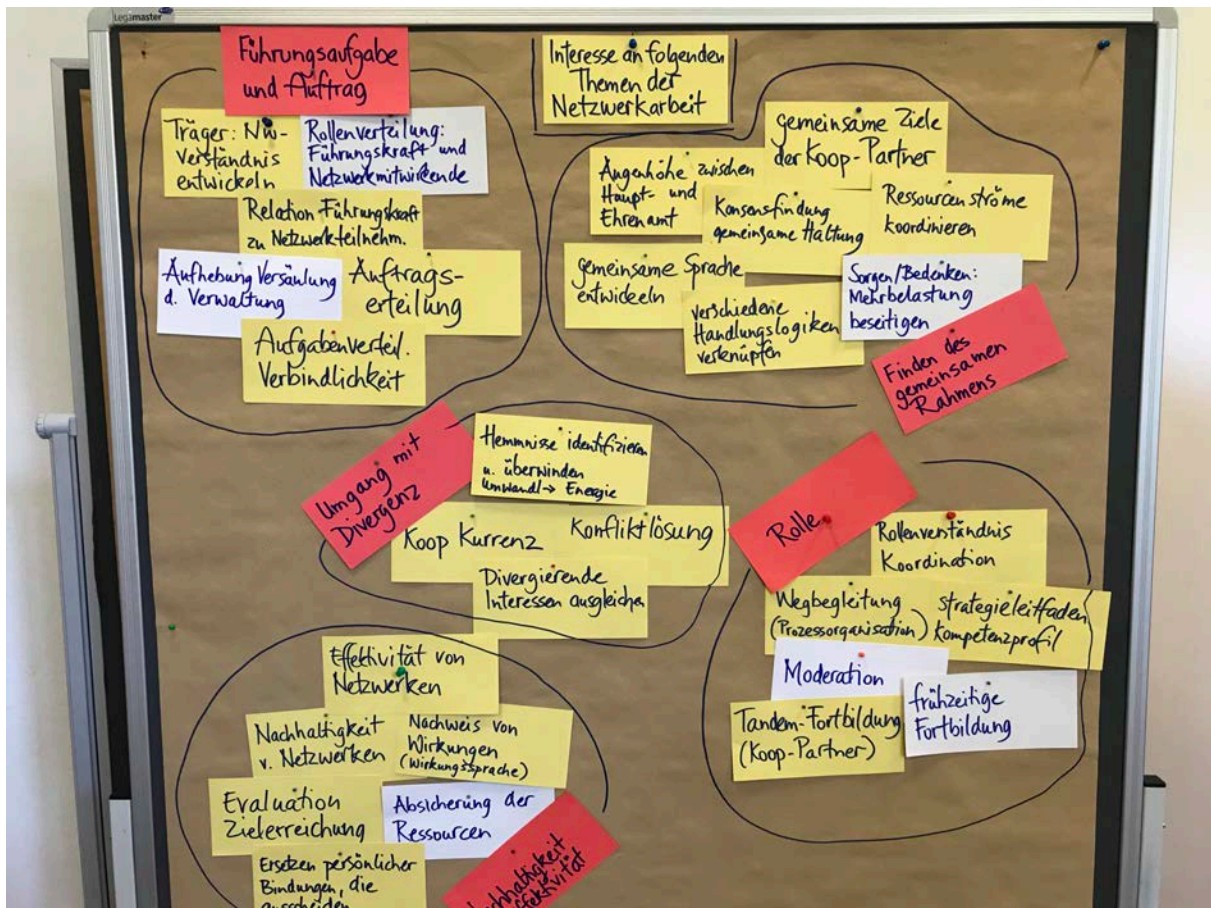 Legamaster
Führungsaufgabe
und Auftrag
Träger: NW-
verständnis
entwickeln
Rollenverteilung:
Führungskraft und
Netzwerkmitwirkende
Relation Führungskraft
zu Netzwerkteilnehm.
Aufhebung Versäulung
d. Verwaltung
Auftrags-
erteilung
Aufgabenverteil.
Verbindlichkeit
Interesse an folgenden
Themen der
Netzwerkarbeit
gemeinsame Ziele
der Koop-Partner
Augenhöhe zwischen
Haupt- und
Ehrenamt
Konsensfindung
gemeinsame Haltung
Ressourcenströme
koordinieren
gemeinsame Sprache
entwickeln
verschiedene
Handlungslogiken
verknüpfen
Sorgen/Bedenken:
Mehrbelastung
beseitigen
Finden des
gemeinsamen
Rahmens
Umgang mit
Divergenz
Hemmnisse identifizieren
u. überwinden
Umwandl → Energie
Koop Kurrenz
Konfliktlösung
Divergierende
Interessen ausgleichen
Rolle
Rollenverständnis
Koordination
Wegbegleitung
(Prozessorganisation)
Strategieleitfaden
Kompetenzprofil
Moderation
frühzeitige
Fortbildung
Tandem-Fortbildung
(Koop-Partner)
Effektivität von
Netzwerken
Nachhaltigkeit
v. Netzwerken
Nachweis von
Wirkungen
(Wirkungssprache)
Evaluation
Zielerreichung
Absicherung der
Ressourcen
Ersetzen persönlicher
Bindungen, die
ausscheiden
Nachhaltigkeit
Effektivität